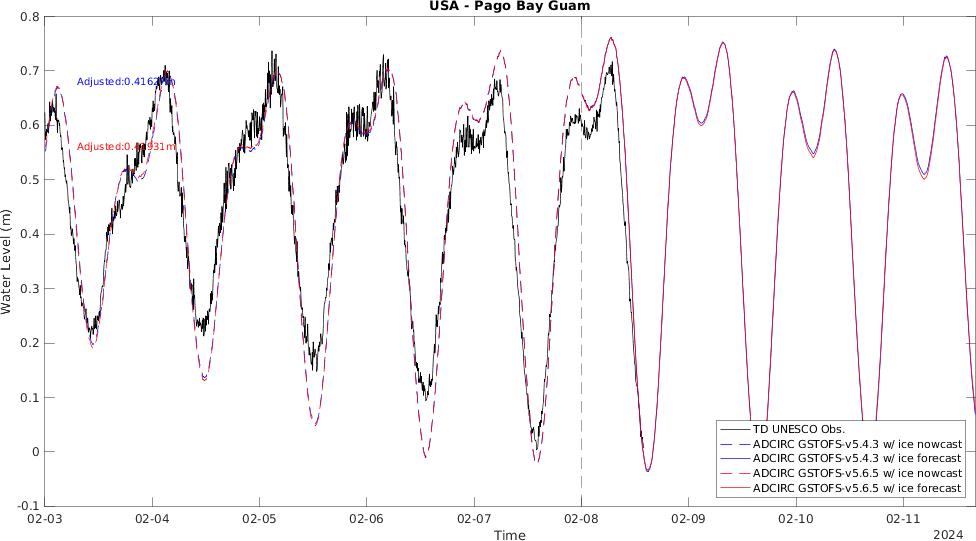 USA - Pago Bay Guam
0.8
0.7
0.6
0.5
0.4
0.3
0.2
0.1
0
-0.1
Water Level (m)
Adjusted:
Adjusted:
02-03 02-04 02-05 02-06 02-07 02-08 02-09 02-10 02-11
Time
2024
TD UNESCO Obs.
ADCIRC GSTOFS-v5.4.3 w/ ice nowcast
ADCIRC GSTOFS-v5.4.3 w/ ice forecast
ADCIRC GSTOFS-v5.6.5 w/ ice nowcast
ADCIRC GSTOFS-v5.6.5 w/ ice forecast